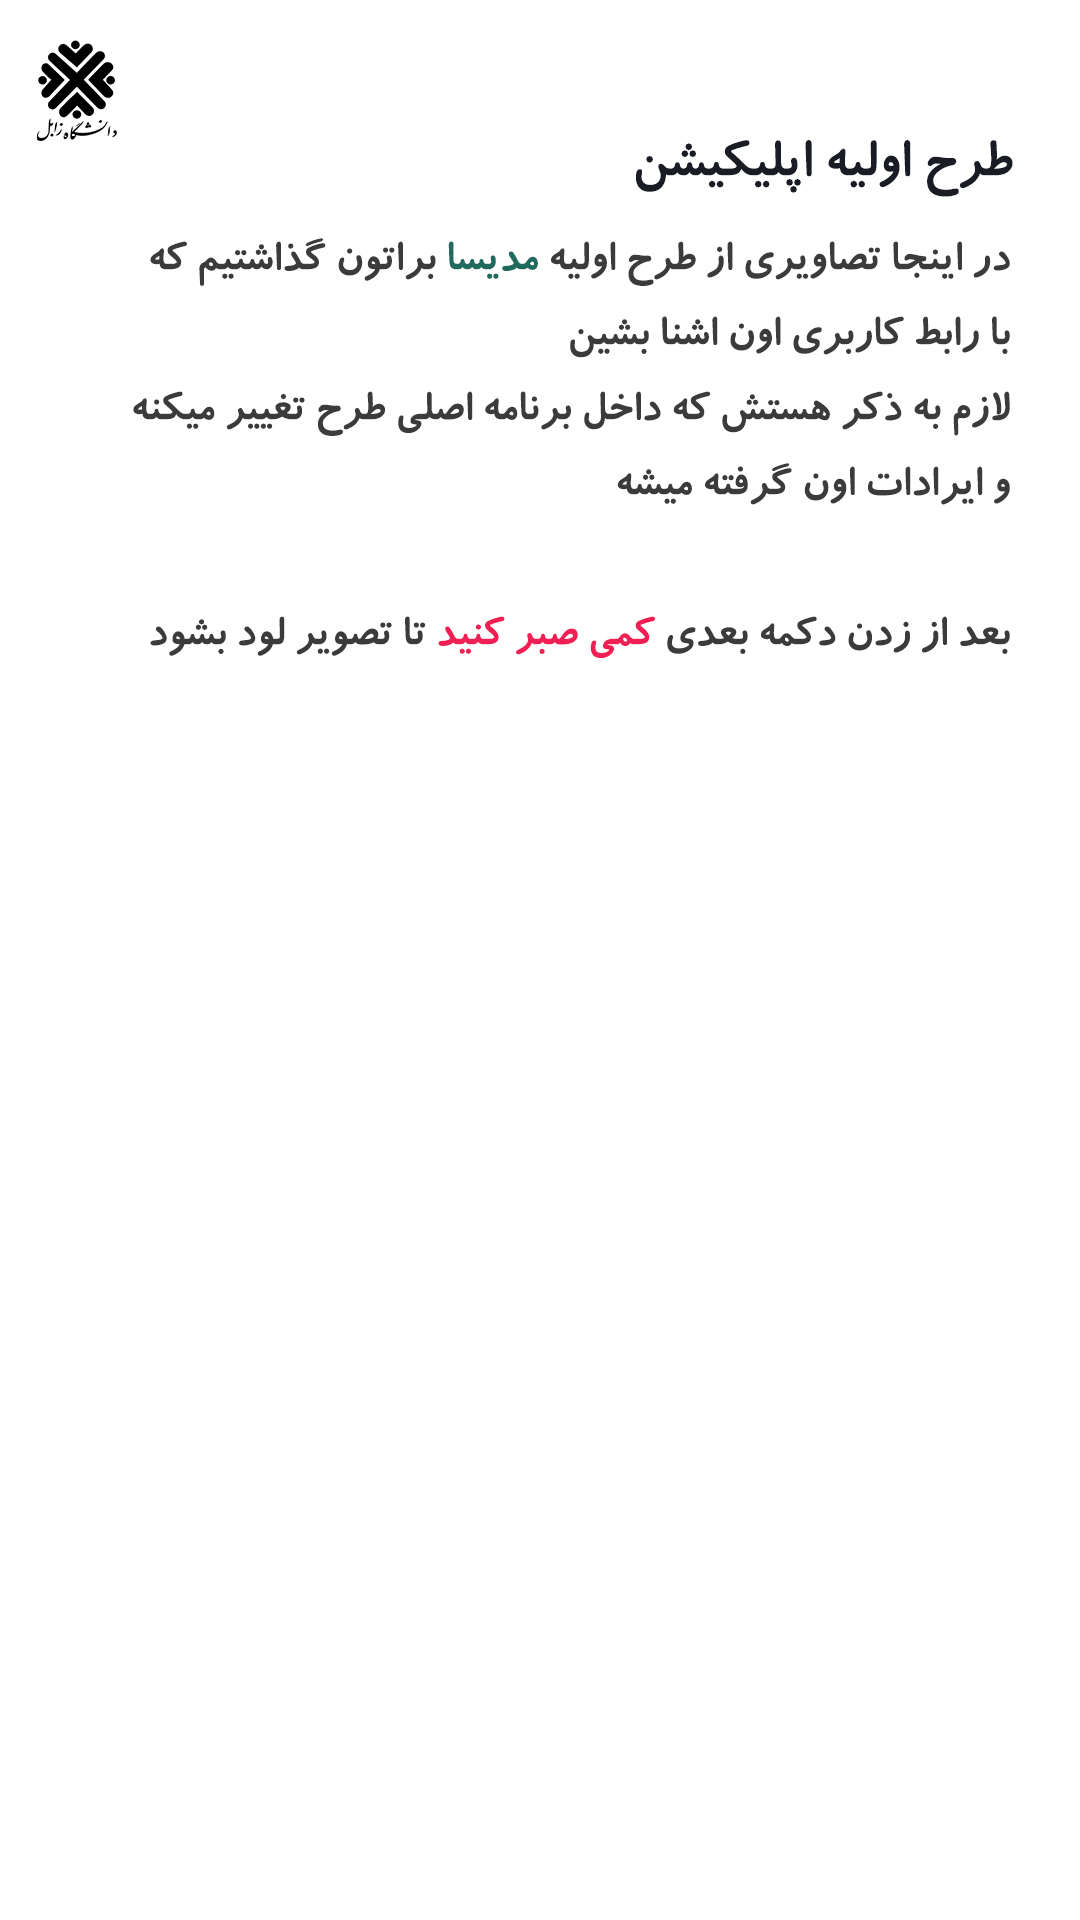 دانشگاه زابل
طرح اولیه اپلیکیشن
در اینجا تصاویری از طرح اولیه مدیسا براتون گذاشتیم که
با رابط کاربری اون اشنا بشین
لازم به ذکر هستش که داخل برنامه اصلی طرح تغییر میکنه
و ایرادات اون گرفته میشه
بعد از زدن دکمه بعدی کمی صبر کنید تا تصویر لود بشود